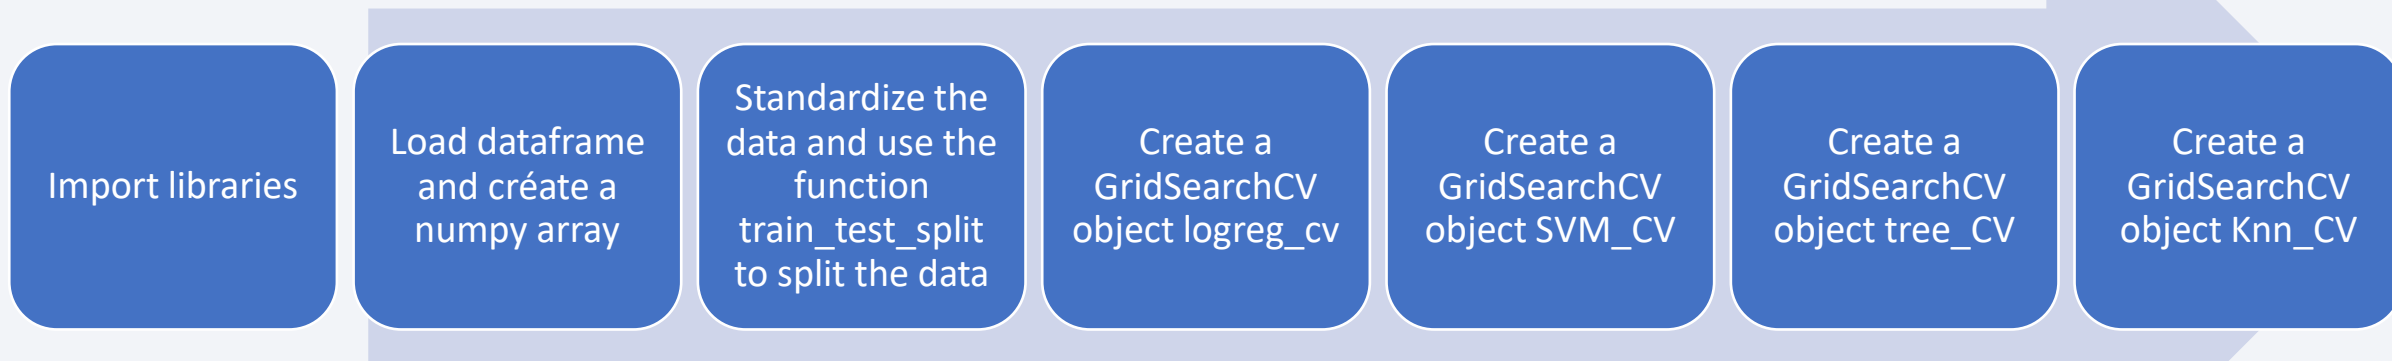 Import libraries
Load dataframe
and créate a
numpy array
Standardize the
data and use the
function
train_test_split
to split the data
Create a
GridSearchCV
object logreg_cv
Create a
GridSearchCV
object SVM_CV
Create a
GridSearchCV
object tree_CV
Create a
GridSearchCV
object Knn_CV